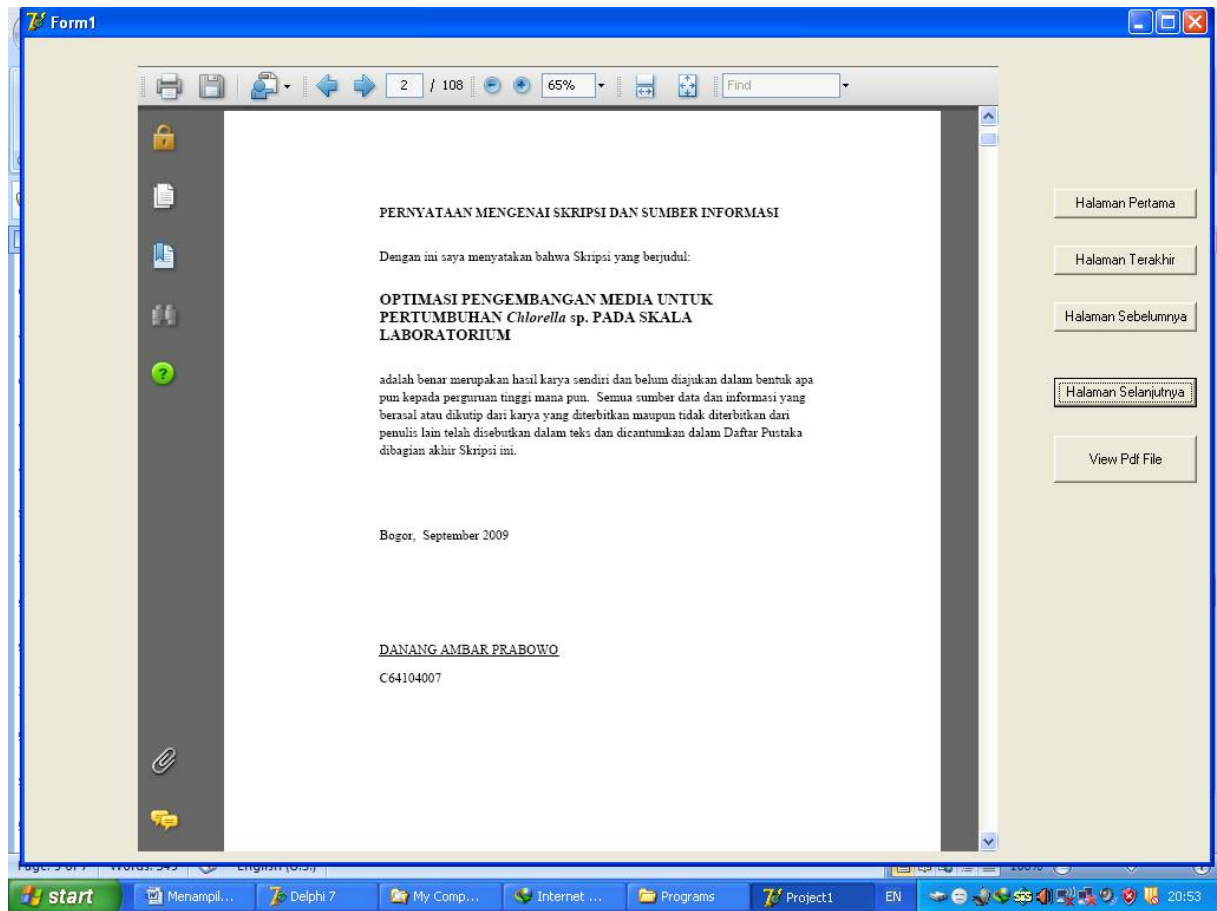 Form1
2 / 108
65%
Find
PERNYATAAN MENGENAI SKRIPSI DAN SUMBER INFORMASI
Dengan ini saya menyatakan bahwa Skripsi yang berjudul:
OPTIMASI PENGEMBANGAN MEDIA UNTUK
PERTUMBUHAN Chlorella sp. PADA SKALA
LABORATORIUM
adalah benar merupakan hasil karya sendiri dan belum diajukan dalam bentuk apa
pun kepada perguruan tinggi mana pun. Semua sumber data dan informasi yang
berasal atau dikutip dari karya yang diterbitkan maupun tidak diterbitkan dari
penulis lain telah disebutkan dalam teks dan dicantumkan dalam Daftar Pustaka
dibagian akhir Skripsi ini.
Bogor, September 2009
DANANG AMBAR PRABOWO
C64104007
Halaman Pertama
Halaman Terakhir
Halaman Sebelumnya
Halaman Selanjutnya
View Pdf File
start
Menampil...
Delphi 7
My Comp...
Internet ...
Programs
Project1
EN
20:53